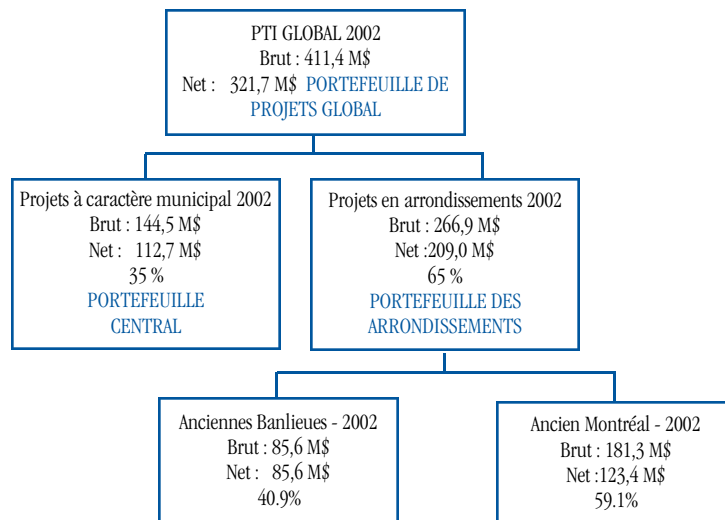 PTI GLOBAL 2002
Brut : 411,4 M$
Net : 321,7 M$ PORTEFEUILLE DE
PROJETS GLOBAL
Projets à caractère municipal 2002
Brut : 144,5 M$
Net : 112,7 M$
35 %
PORTEFEUILLE
CENTRAL
Projets en arrondissements 2002
Brut : 266,9 M$
Net :209,0 M$
65 %
PORTEFEUILLE DES
ARRONDISSEMENTS
Anciennes Banlieues - 2002
Brut : 85,6 M$
Net : 85,6 M$
40.9%
Ancien Montréal - 2002
Brut : 181,3 M$
Net :123,4 M$
59.1%